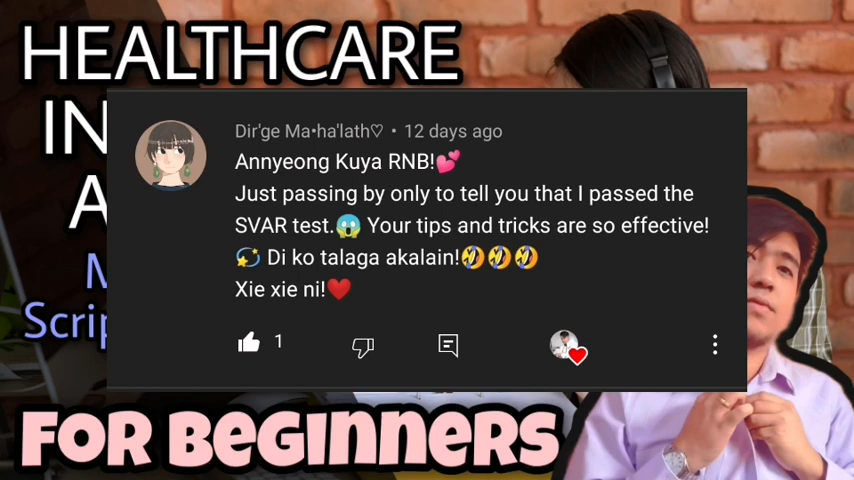 HEALTHCARE
IN
A
Dir'ge Ma•ha'lath♡ • 12 days ago
Annyeong Kuya RNB!💕
Just passing by only to tell you that I passed the
SVAR test.😱 Your tips and tricks are so effective!
💫 Di ko talaga akalain!🤣🤣🤣
Xie xie ni!❤️
M
Scrip
1
FOR BEGINNERS